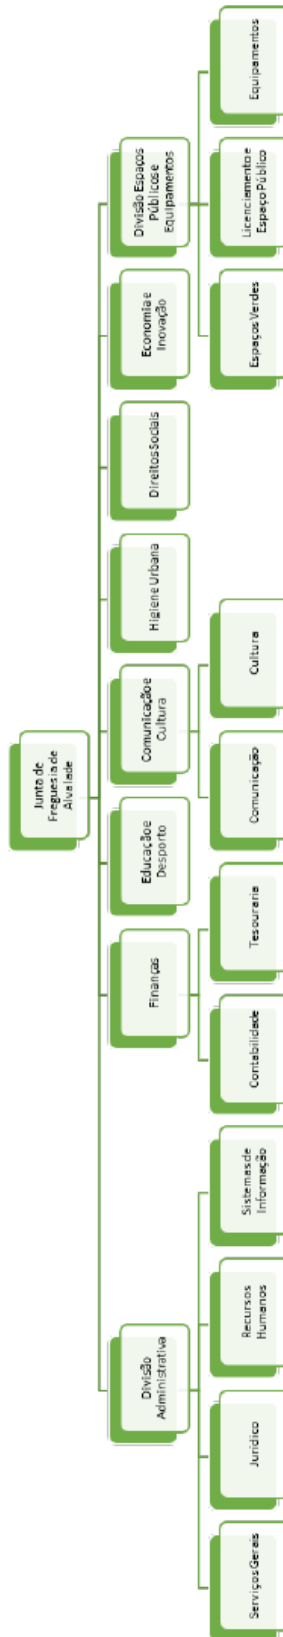 Junta de
Freguesia de
Alvalade
Divisão
Administrativa
Finanças
Educação e
Desporto
Comunicação e
Cultura
Higiene Urbana
Direitos Sociais
Economia e
Inovação
Divisão Espaços
Públicos e
Equipamentos
Serviços Gerais
Jurídico
Recursos
Humanos
Sistemas de
Informação
Contabilidade
Tesouraria
Comunicação
Cultura
Espaços Verdes
Licenciamento e
Espaço Público
Equipamentos